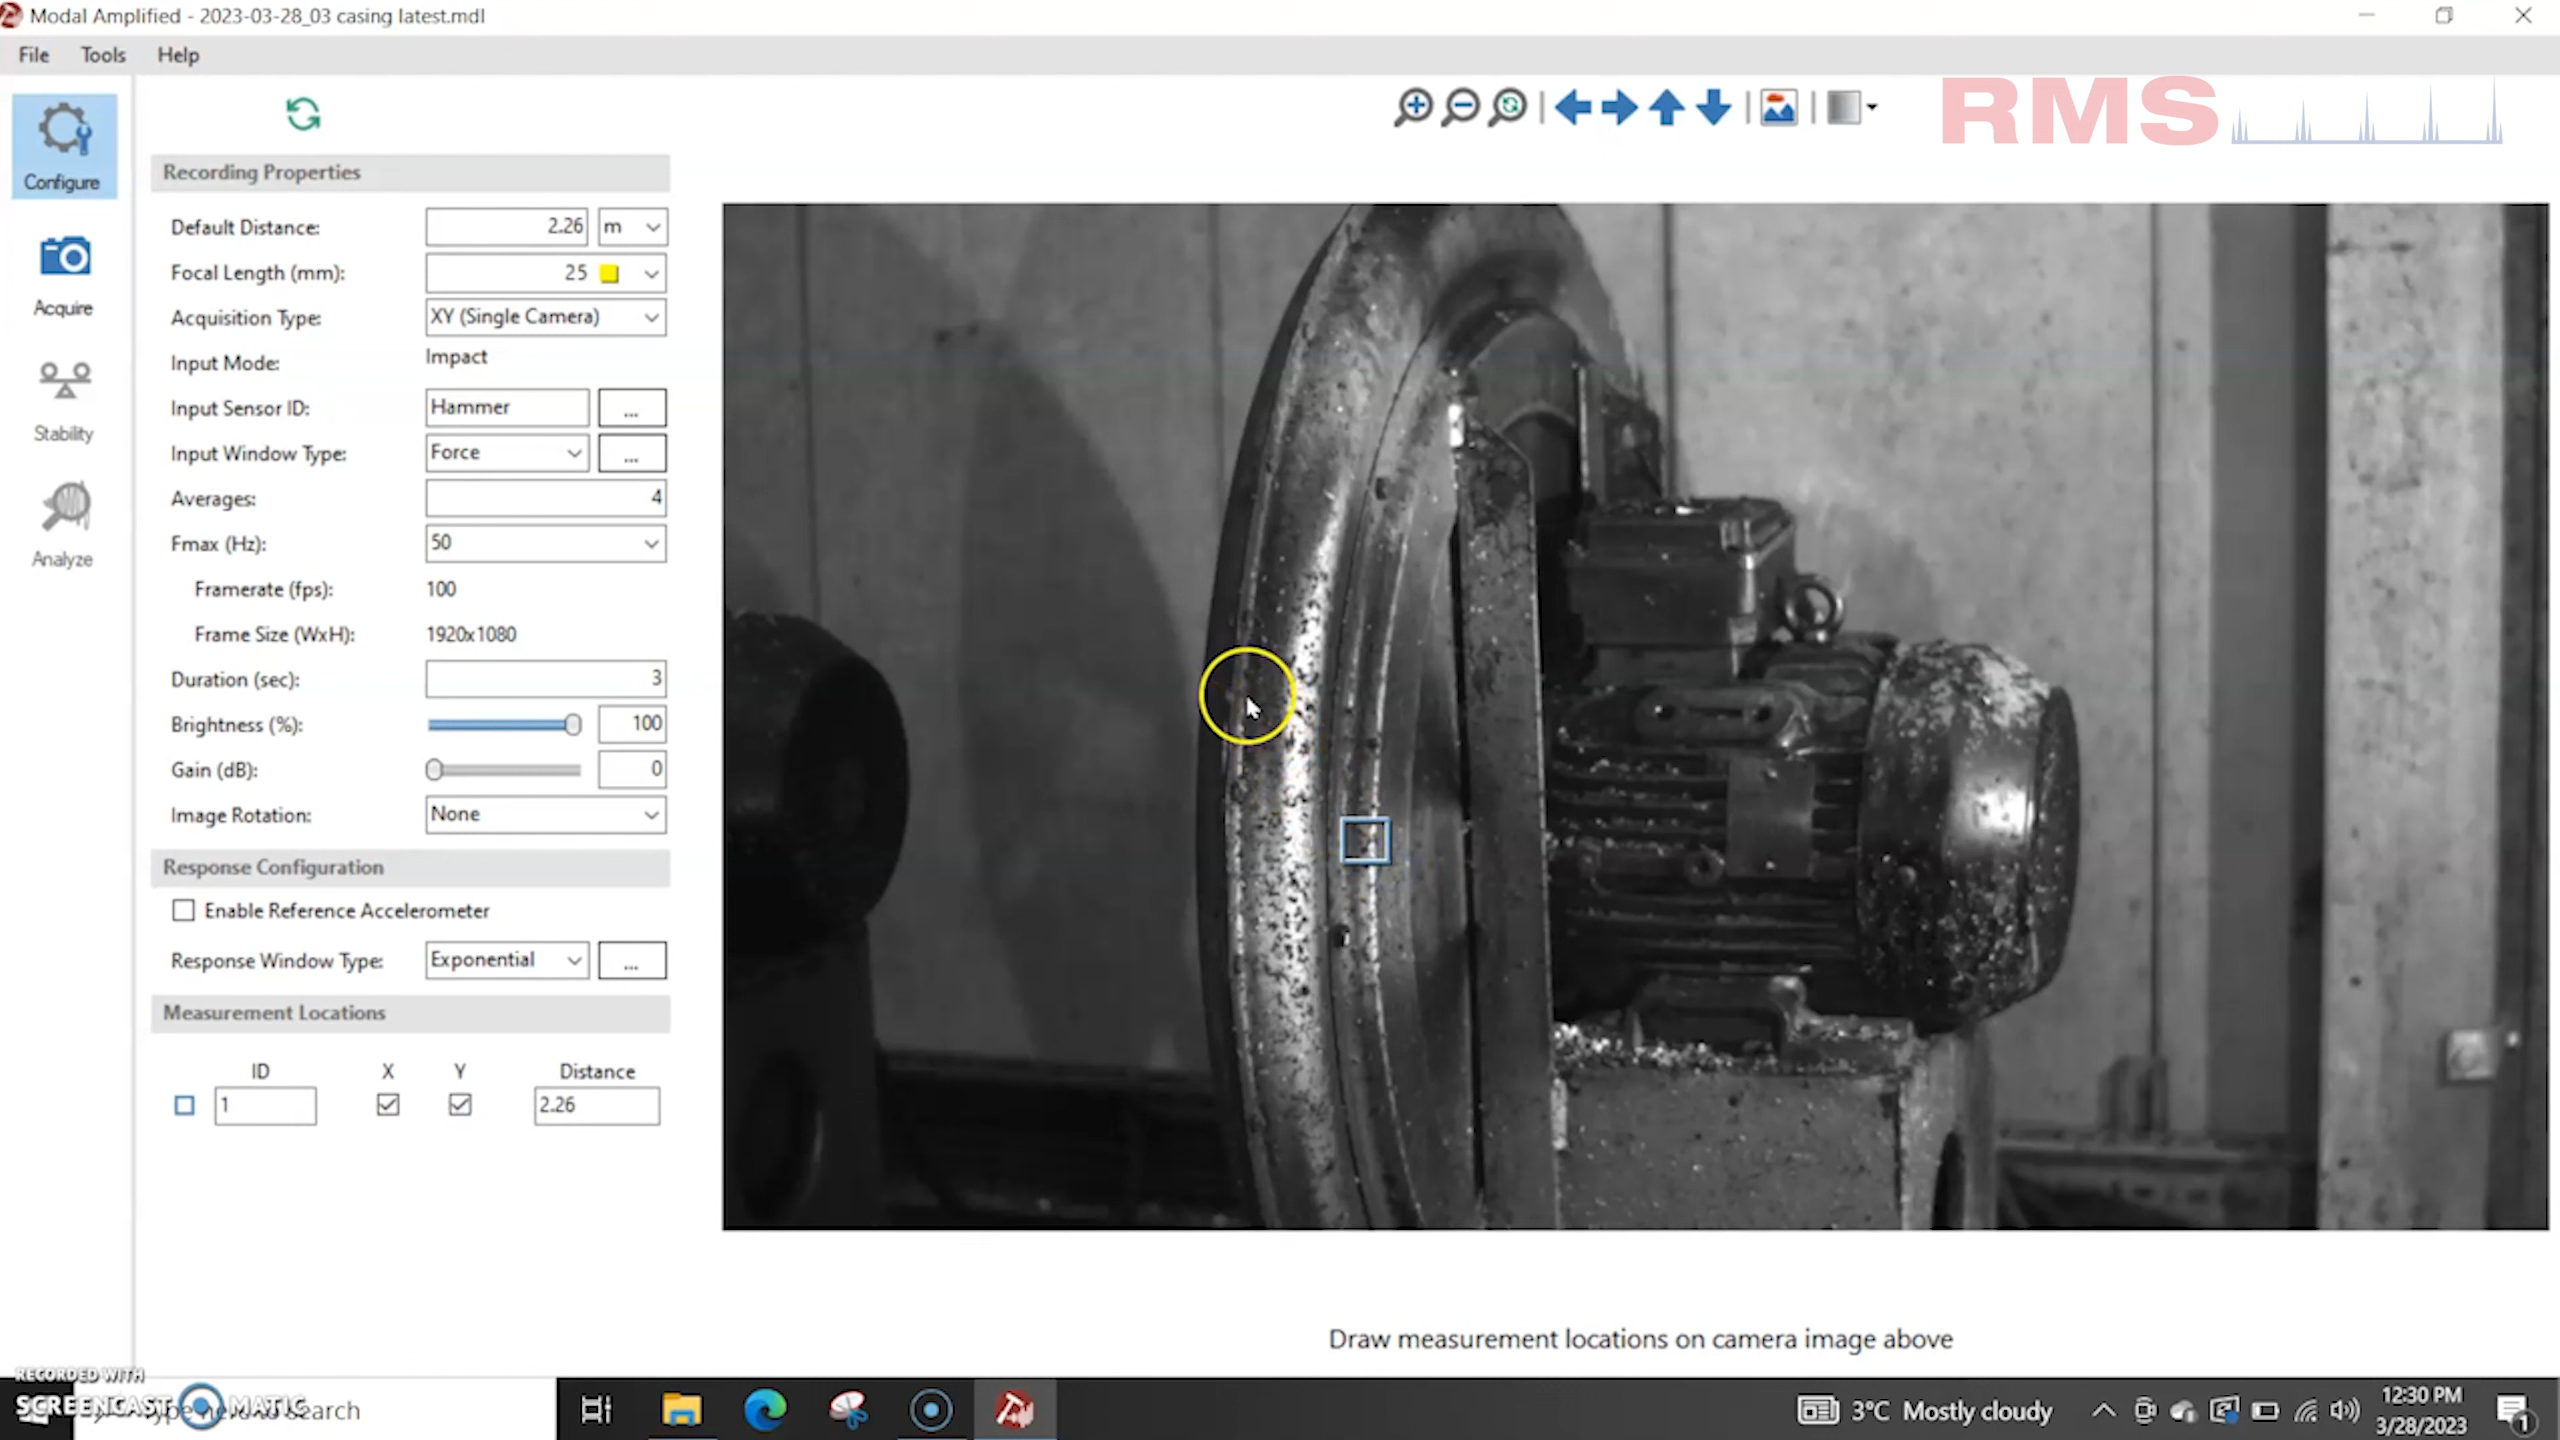 Modal Amplified - 2023-03-28_03 casing latest.mdl
File Tools Help
RMS
Configure
Acquire
Stability
Analyze
Recording Properties
Default Distance: 2.26 m
Focal Length (mm): 25
Acquisition Type: XY (Single Camera)
Input Mode: Impact
Input Sensor ID: Hammer ...
Input Window Type: Force ...
Averages: 4
Fmax (Hz): 50
Framerate (fps): 100
Frame Size (WxH): 1920x1080
Duration (sec): 3
Brightness (%): 100
Gain (dB): 0
Image Rotation: None
Response Configuration
Enable Reference Accelerometer
Response Window Type: Exponential ...
Measurement Locations
ID X Y Distance
1 2.26
Draw measurement locations on camera image above
RECORDED WITH
SCREENCAST MATIC
Type here to search
3°C Mostly cloudy
12:30 PM
3/28/2023
1